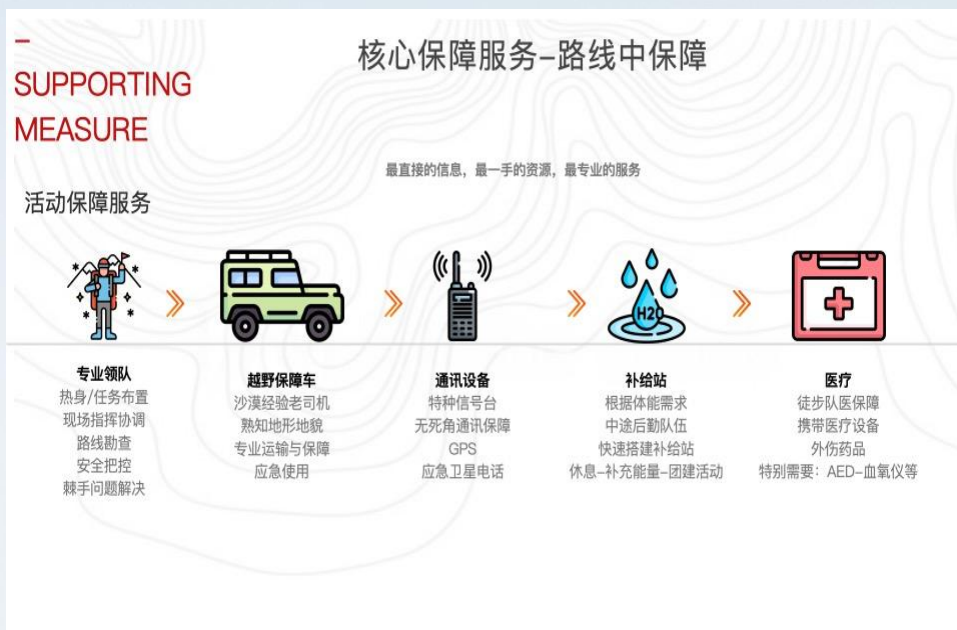 核心保障服务-路线中保障
SUPPORTING
MEASURE
最直接的信息，最一手的资源，最专业的服务
活动保障服务
H2O
专业领队
热身/任务布置
现场指挥协调
路线勘查
安全把控
棘手问题解决
越野保障车
沙漠经验老司机
熟知地形地貌
专业运输与保障
应急使用
通讯设备
特种信号台
无死角通讯保障
GPS
应急卫星电话
补给站
根据体能需求
中途后勤队伍
快速搭建补给站
休息-补充能量-团建活动
医疗
徒步队医保障
携带医疗设备
外伤药品
特别需要：AED-血氧仪等